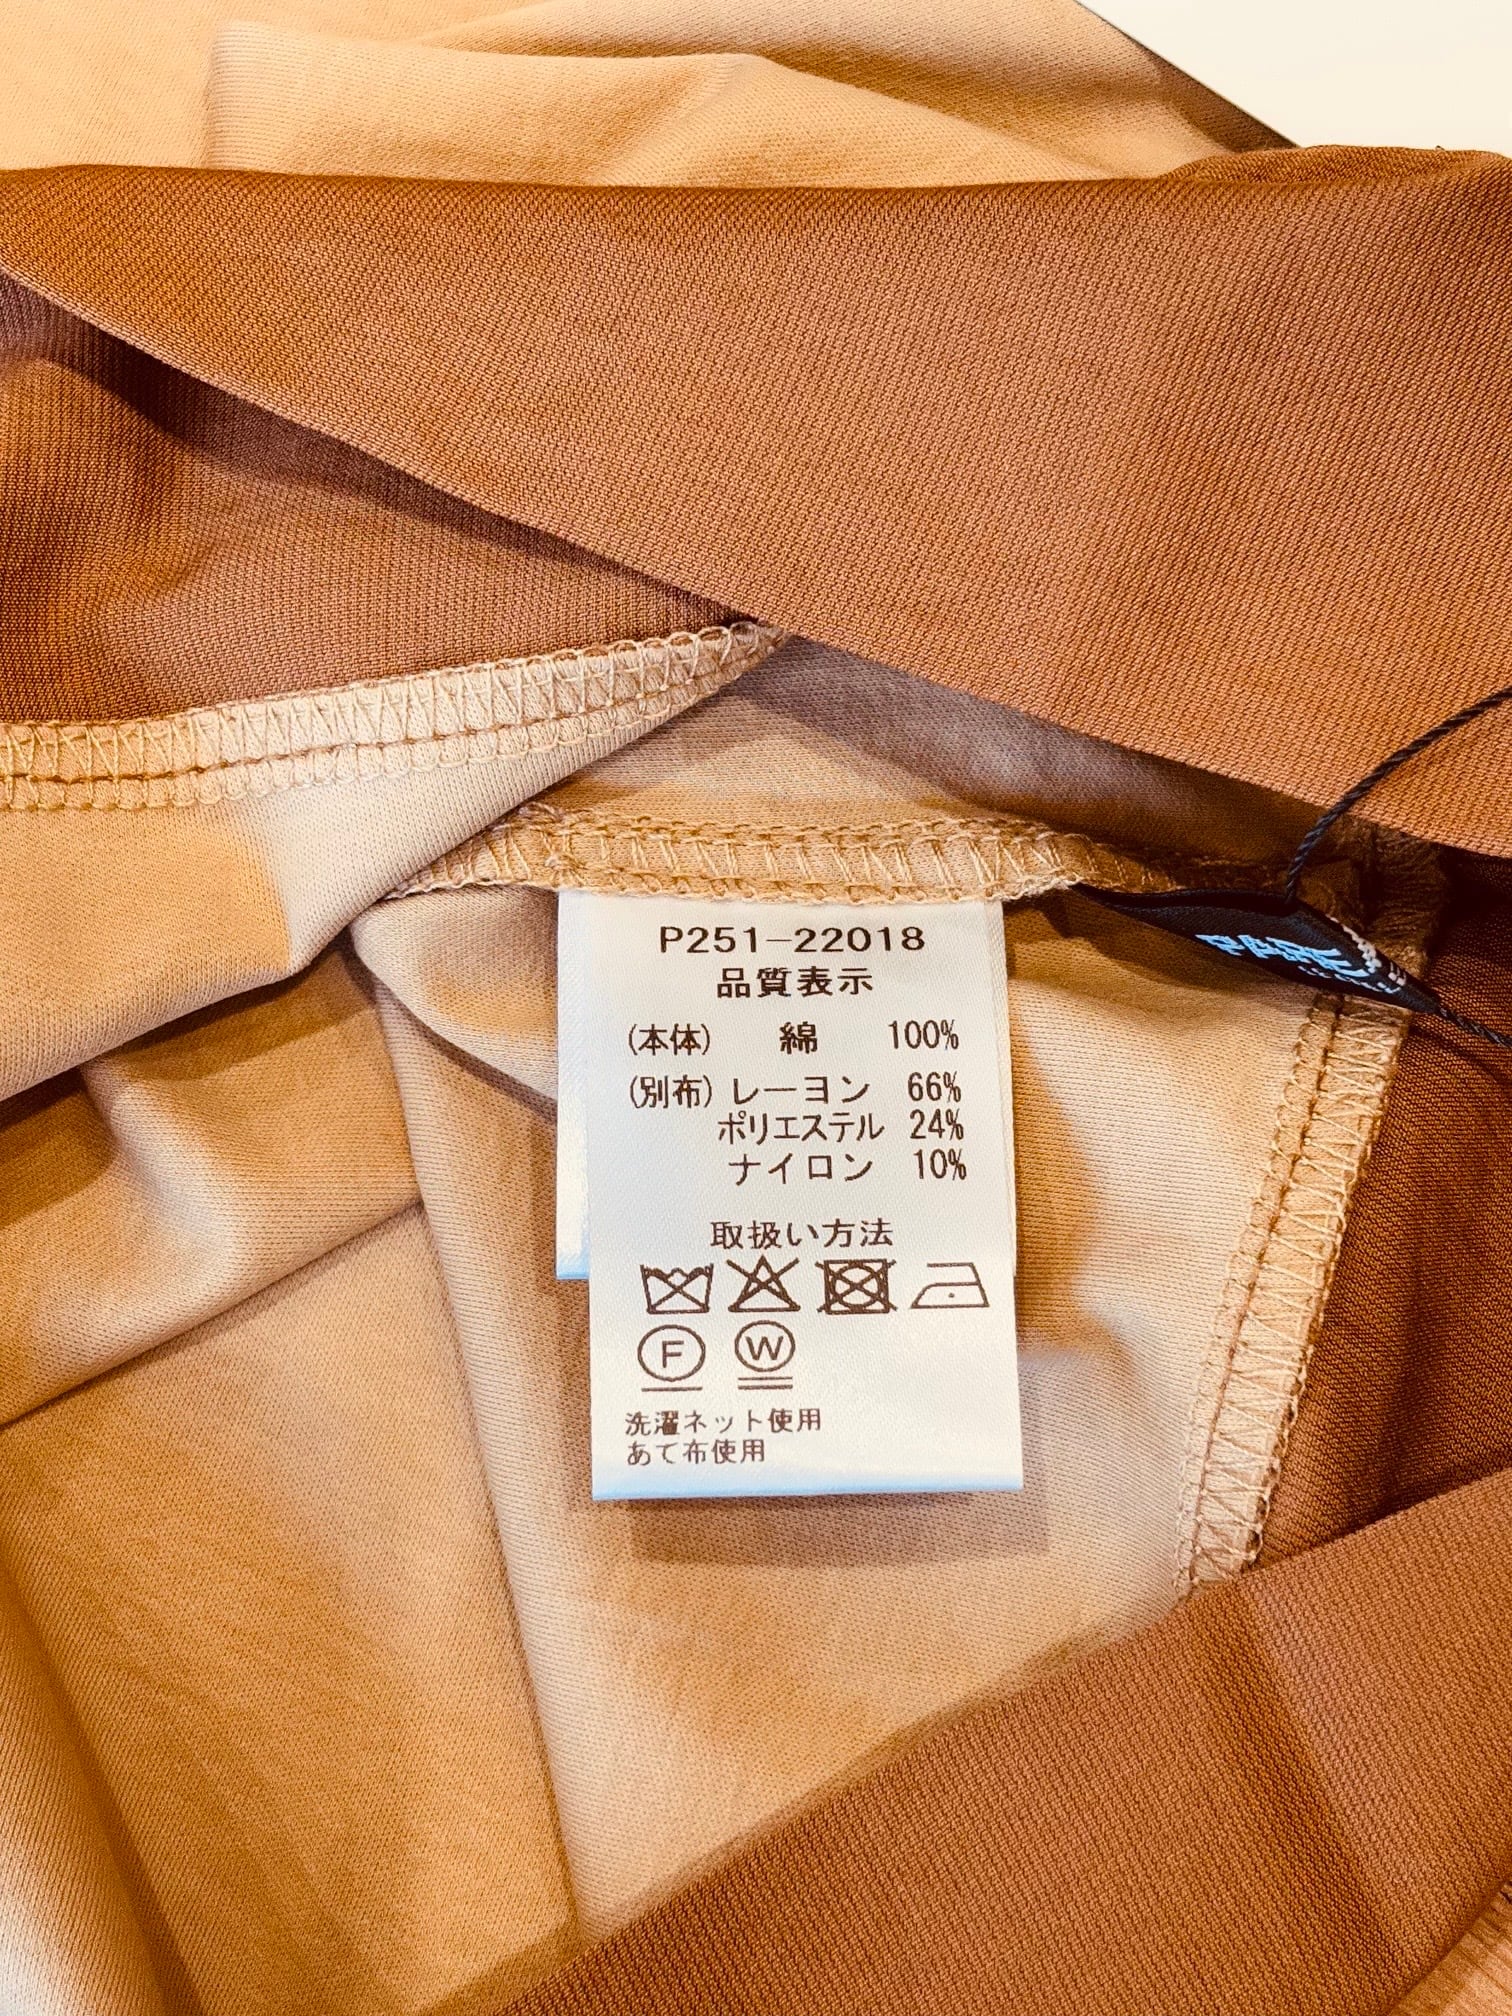 P251-22018
品質表示
(本体) 綿 100%
(別布) レーヨン 66%
ポリエステル 24%
ナイロン 10%
取扱い方法
F W
洗濯ネット使用
あて布使用